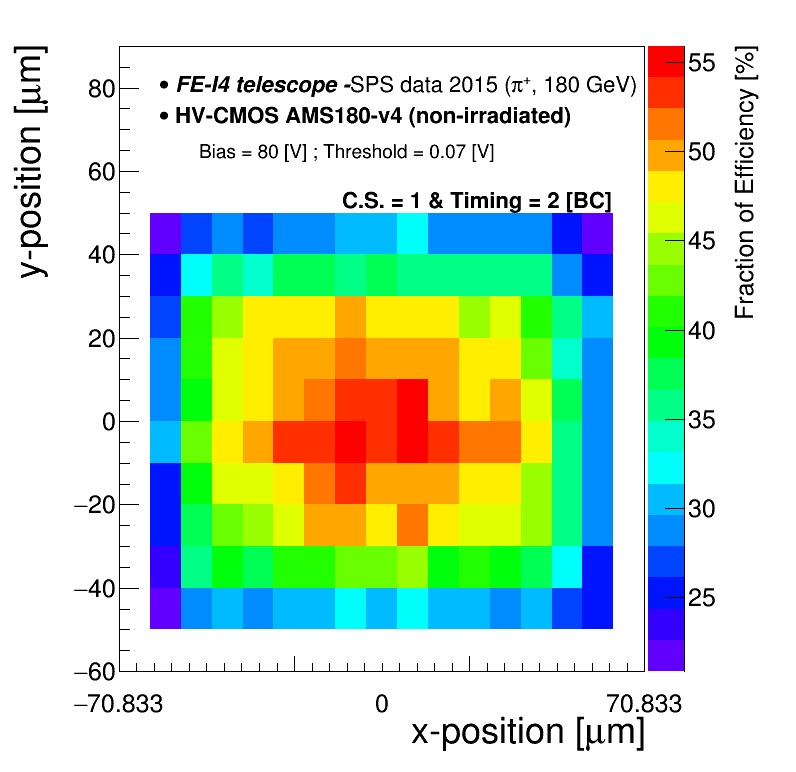 • FE-I4 telescope -SPS data 2015 (π⁺, 180 GeV)
• HV-CMOS AMS180-v4 (non-irradiated)
Bias = 80 [V] ; Threshold = 0.07 [V]
C.S. = 1 & Timing = 2 [BC]
y-position [μm]
80
60
40
20
0
−20
−40
−60
−70.833 0 70.833
x-position [μm]
55
50
45
40
35
30
25
Fraction of Efficiency [%]